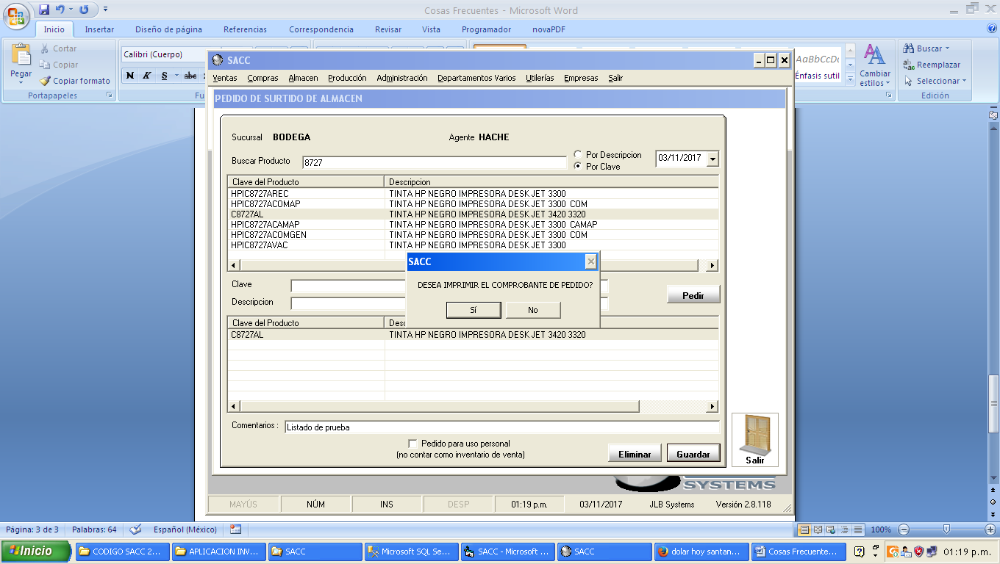 Cosas Frecuentes - Microsoft Word
Inicio Insertar Diseño de página Referencias Correspondencia Revisar Vista Programador novaPDF
Pegar
Cortar
Copiar
Copiar formato
Portapapeles
Calibri (Cuerpo)
N K S abc
AaBbCcDc
Énfasis sutil
Cambiar estilos
Buscar
Reemplazar
Seleccionar
Edición
SACC
Ventas Compras Almacen Producción Administración Departamentos Varios Utilerías Empresas Salir
PEDIDO DE SURTIDO DE ALMACEN
Sucursal BODEGA Agente HACHE
Buscar Producto 8727
Por Descripcion
Por Clave
03/11/2017
Clave del Producto Descripcion
HPIC8727AREC TINTA HP NEGRO IMPRESORA DESK JET 3300
HPIC8727ACOMAP TINTA HP NEGRO IMPRESORA DESK JET 3300 COM
C8727AL TINTA HP NEGRO IMPRESORA DESK JET 3420 3320
HPIC8727ACAMAP TINTA HP NEGRO IMPRESORA DESK JET 3300 CAMAP
HPIC8727ACOMGEN TINTA HP NEGRO IMPRESORA DESK JET 3300 COM
HPIC8727AVAC TINTA HP NEGRO IMPRESORA DESK JET 3300
SACC
DESEA IMPRIMIR EL COMPROBANTE DE PEDIDO?
Sí No
Clave
Descripcion
Pedir
Clave del Producto
C8727AL TINTA HP NEGRO IMPRESORA DESK JET 3420 3320
Comentarios : Listado de prueba
Pedido para uso personal
(no contar como inventario de venta)
Eliminar Guardar
Salir
SYSTEMS
MAYÚS NÚM INS DESP 01:19 p.m. 03/11/2017 JLB Systems Versión 2.8.118
Página: 3 de 3 Palabras: 64 Español (México) 100%
Inicio CODIGO SACC 2... APLICACION INV... SACC Microsoft SQL Se... SACC - Microsoft ... SACC dolar hoy santan... Cosas Frecuente... 01:19 p.m.